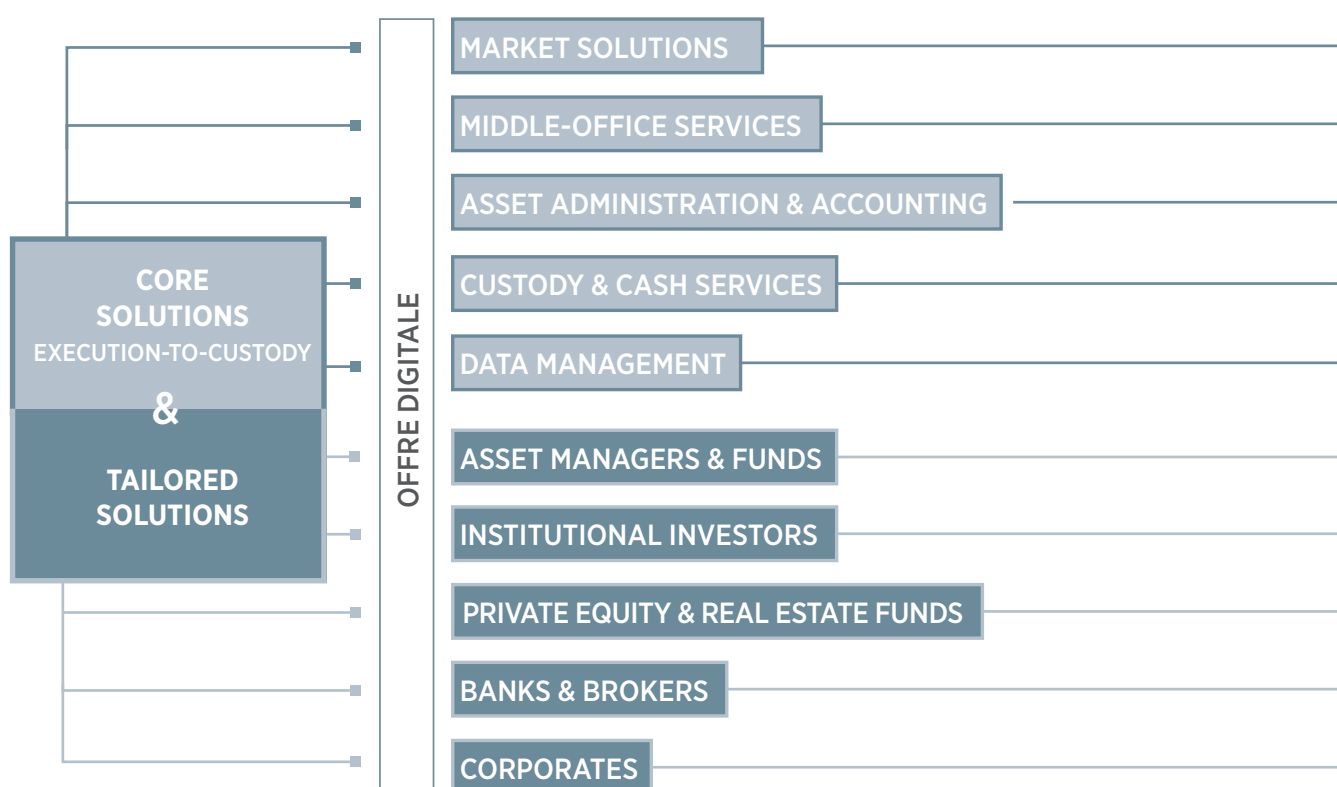 CORE
SOLUTIONS
EXECUTION-TO-CUSTODY
&
TAILORED
SOLUTIONS
OFFRE DIGITALE
MARKET SOLUTIONS
MIDDLE-OFFICE SERVICES
ASSET ADMINISTRATION & ACCOUNTING
CUSTODY & CASH SERVICES
DATA MANAGEMENT
ASSET MANAGERS & FUNDS
INSTITUTIONAL INVESTORS
PRIVATE EQUITY & REAL ESTATE FUNDS
BANKS & BROKERS
CORPORATES